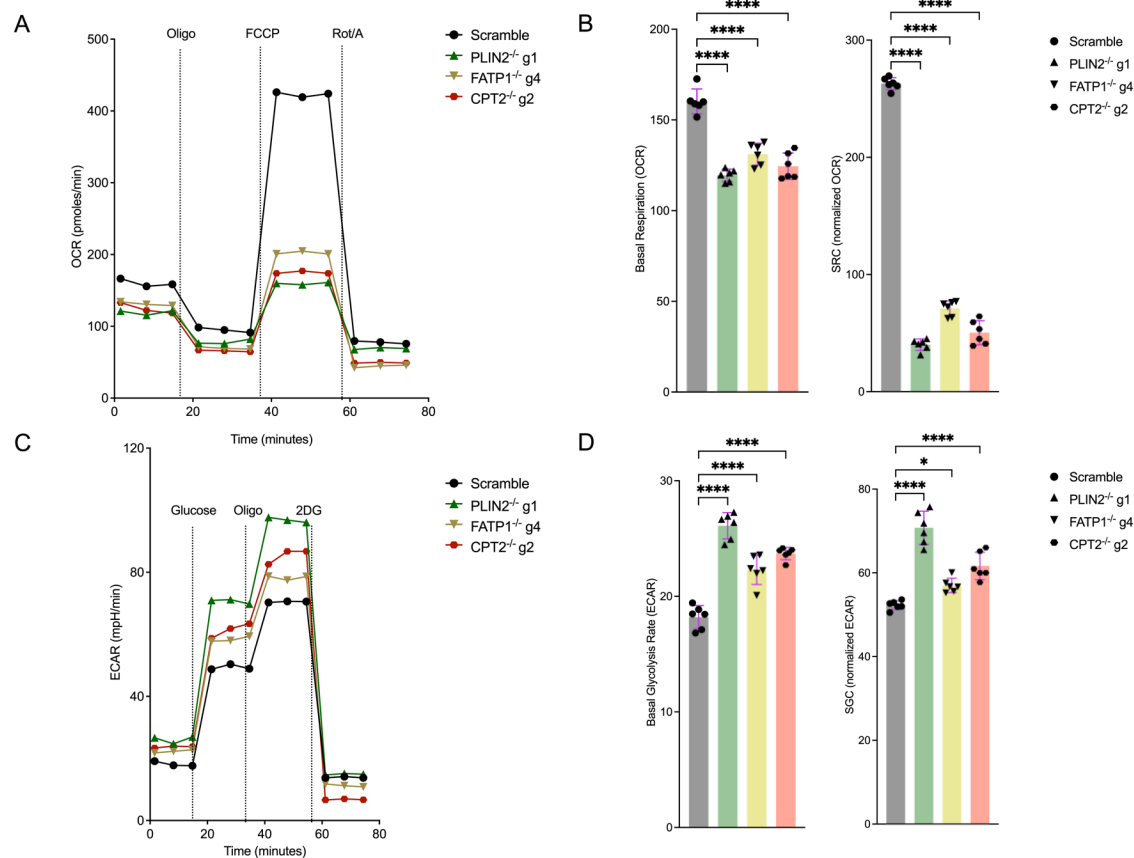 A
Oligo FCCP Rot/A
500
400
300
200
100
0
0 20 40 60 80
OCR (pmoles/min)
Time (minutes)
Scramble
PLIN2⁻/⁻ g1
FATP1⁻/⁻ g4
CPT2⁻/⁻ g2
B
****
****
****
200
150
100
50
0
Basal Respiration (OCR)
****
****
****
300
200
100
0
SRC (normalized OCR)
Scramble
PLIN2⁻/⁻ g1
FATP1⁻/⁻ g4
CPT2⁻/⁻ g2
C
Glucose Oligo 2DG
120
80
40
0
0 20 40 60 80
ECAR (mpH/min)
Time (minutes)
Scramble
PLIN2⁻/⁻ g1
FATP1⁻/⁻ g4
CPT2⁻/⁻ g2
D
****
****
****
30
20
10
0
Basal Glycolysis Rate (ECAR)
****
*
****
80
60
40
20
0
SGC (normalized ECAR)
Scramble
PLIN2⁻/⁻ g1
FATP1⁻/⁻ g4
CPT2⁻/⁻ g2